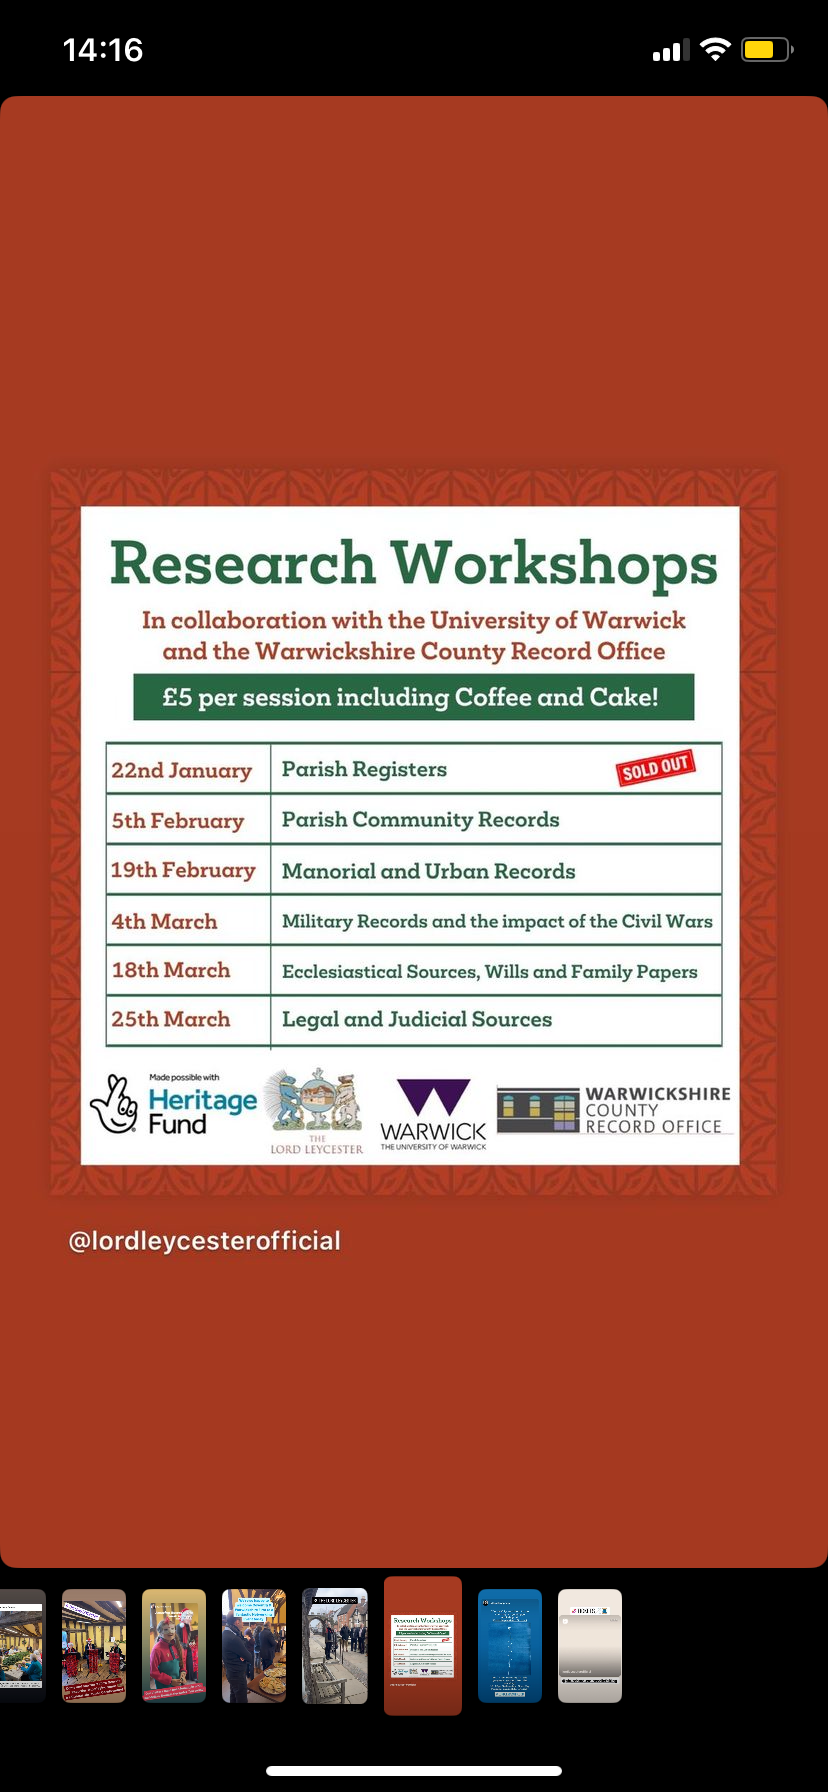 14:16
Research Workshops
In collaboration with the University of Warwick
and the Warwickshire County Record Office
£5 per session including Coffee and Cake!
22nd January Parish Registers SOLD OUT
5th February Parish Community Records
19th February Manorial and Urban Records
4th March Military Records and the impact of the Civil Wars
18th March Ecclesiastical Sources, Wills and Family Papers
25th March Legal and Judicial Sources
Made possible with
Heritage
Fund
THE
LORD LEYCESTER
WARWICK
THE UNIVERSITY OF WARWICK
WARWICKSHIRE
COUNTY
RECORD OFFICE
@lordleycesterofficial
Research Workshops